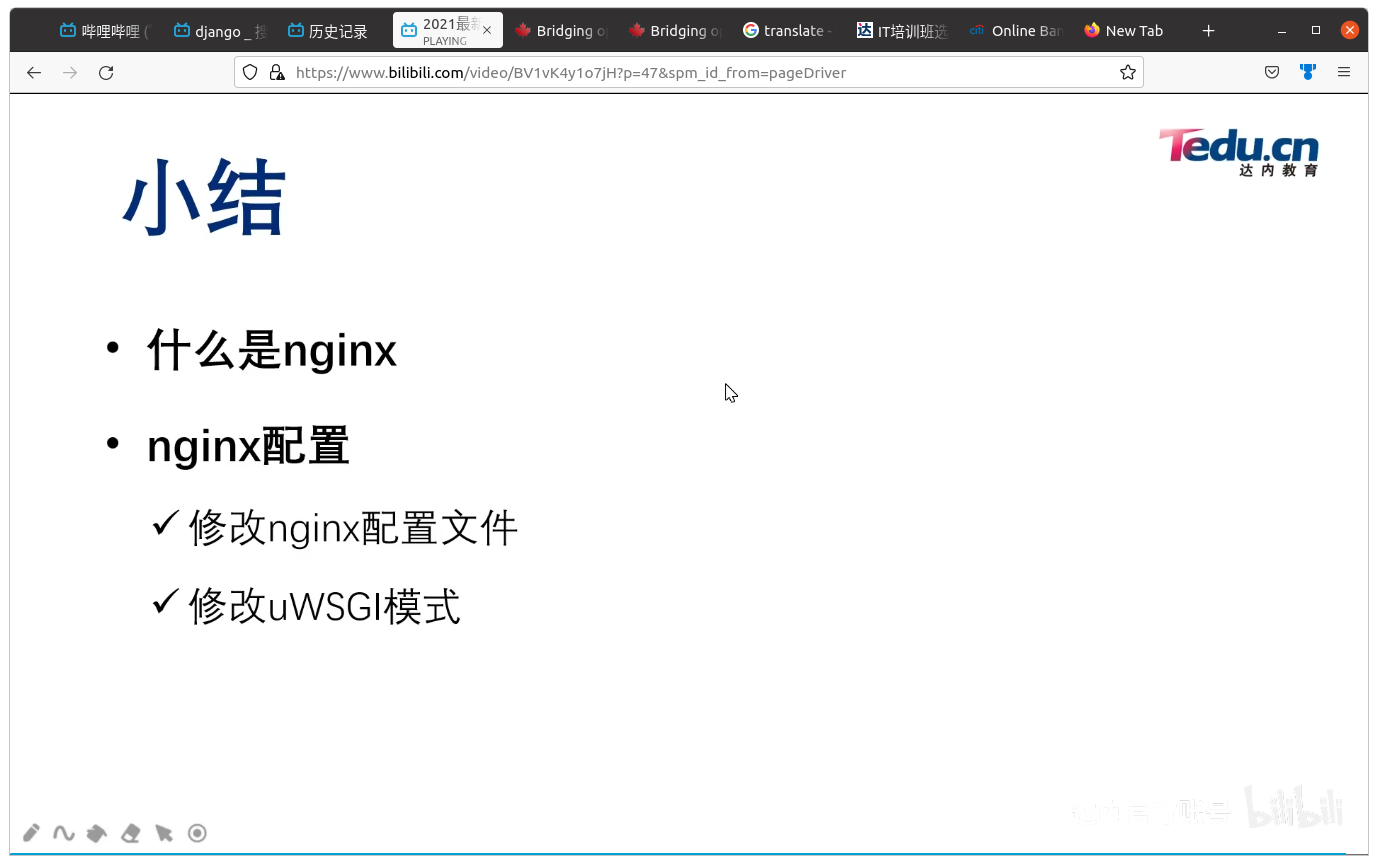 哔哩哔哩 (
django _ 搜
历史记录
2021最新
PLAYING
Bridging op
Bridging op
translate -
IT培训班选
citi
Online Ban
New Tab
https://www.bilibili.com/video/BV1vK4y1o7jH?p=47&spm_id_from=pageDriver
Tedu.cn
达内教育
小结
• 什么是nginx
• nginx配置
✓ 修改nginx配置文件
✓ 修改uWSGI模式
bilibili